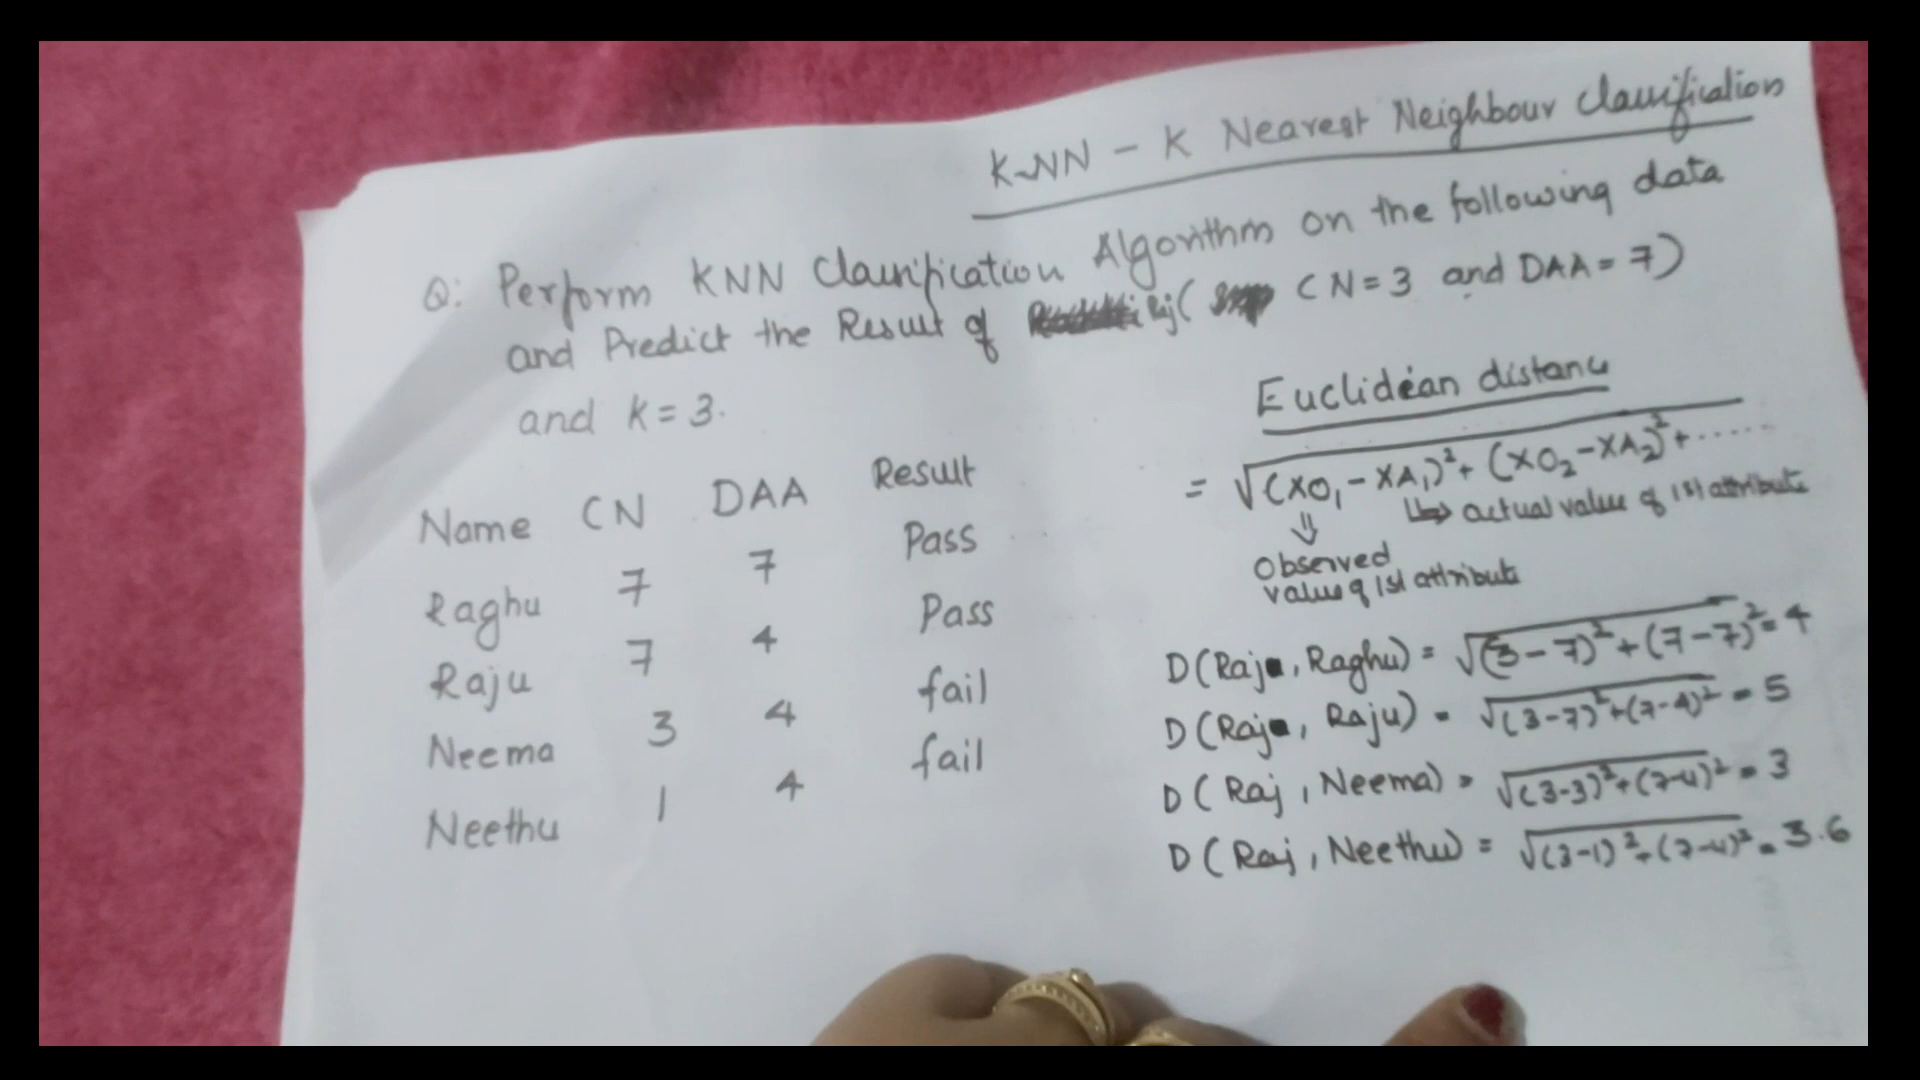 KNN - K Nearest Neighbour Classification
Q: Perform KNN Classification Algorithm on the following data
and Predict the Result of Raj( CN=3 and DAA=7)
and k=3.
Name CN DAA Result
Raghu 7 7 Pass
Raju 7 4 Pass
Neema 3 4 fail
Neethu 1 4 fail
Euclidean distance
= √(XO₁-XA₁)²+(XO₂-XA₂)²+......
⇓ ↳ actual value of 1st attribute
Observed
value of 1st attribute
D(Raj, Raghu) = √(3-7)²+(7-7)² = 4
D(Raj, Raju) = √(3-7)²+(7-4)² = 5
D(Raj, Neema) = √(3-3)²+(7-4)² = 3
D(Raj, Neethu) = √(3-1)²+(7-4)² = 3.6